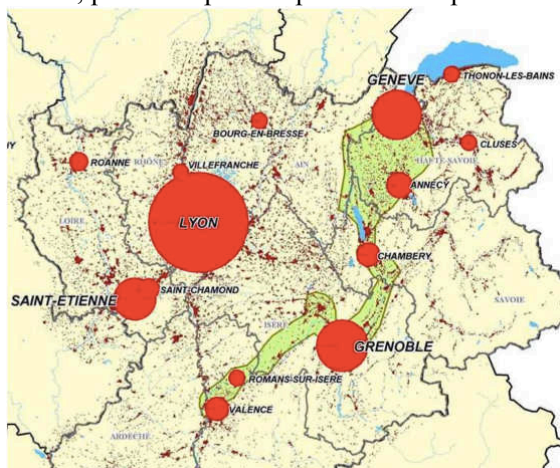 GENEVE
THONON-LES-BAINS
BOURG-EN-BRESSE
CLUSES
ROANNE
RHÔNE
VILLEFRANCHE
AIN
HAUTE-SAVOIE
ANNECY
LOIRE
LYON
CHAMBERY
SAINT-ETIENNE
SAINT-CHAMOND
SAVOIE
ISERE
GRENOBLE
ROMANS-SUR-ISERE
VALENCE
ARDECHE